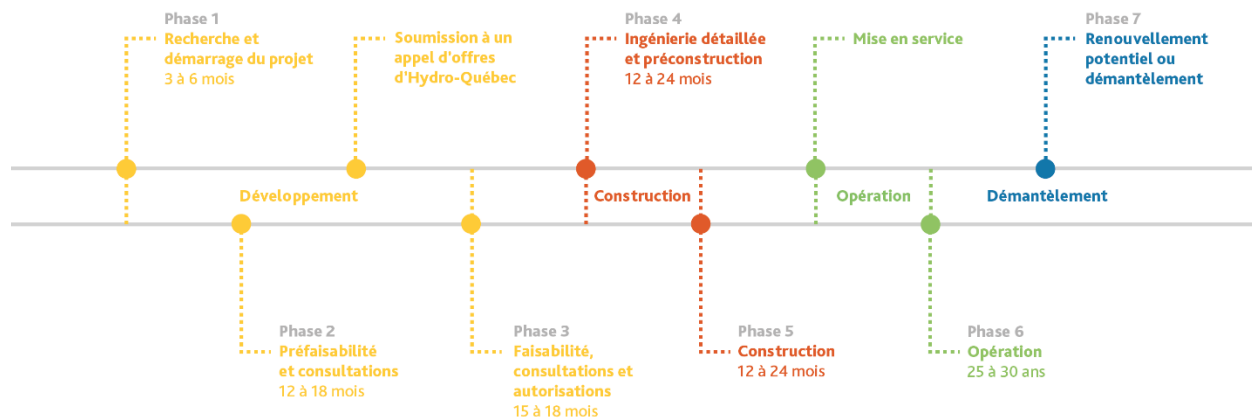 Phase 1
Recherche et
démarrage du projet
3 à 6 mois
Soumission à un
appel d'offres
d'Hydro-Québec
Phase 4
Ingénierie détaillée
et préconstruction
12 à 24 mois
Mise en service
Phase 7
Renouvellement
potentiel ou
démantèlement
Développement
Construction
Opération
Démantèlement
Phase 2
Préfaisabilité
et consultations
12 à 18 mois
Phase 3
Faisabilité,
consultations et
autorisations
15 à 18 mois
Phase 5
Construction
12 à 24 mois
Phase 6
Opération
25 à 30 ans